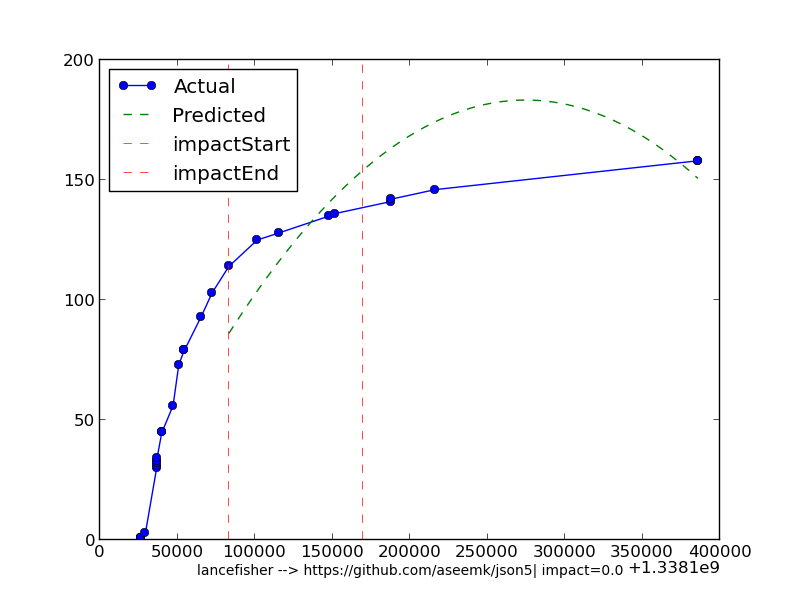 200
150
100
50
0
Actual
Predicted
impactStart
impactEnd
0 50000 100000 150000 200000 250000 300000 350000 400000
lancefisher --> https://github.com/aseemk/json5| impact=0.0 +1.3381e9